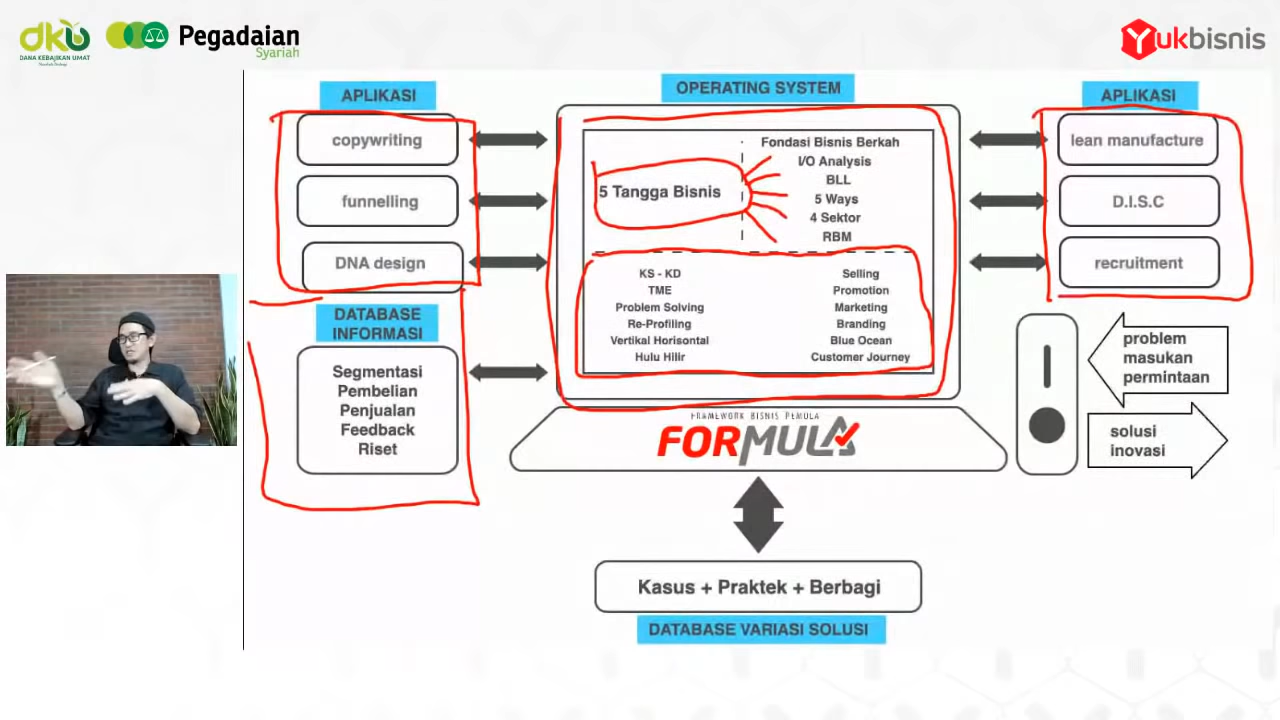 dkU
DANA KEBAJIKAN UMAT
Pegadaian
Syariah
Yukbisnis
APLIKASI
copywriting
funnelling
DNA design
DATABASE
INFORMASI
Segmentasi
Pembelian
Penjualan
Feedback
Riset
OPERATING SYSTEM
5 Tangga Bisnis
Fondasi Bisnis Berkah
I/O Analysis
BLL
5 Ways
4 Sektor
RBM
KS - KD
TME
Problem Solving
Re-Profiling
Vertikal Horisontal
Hulu Hilir
Selling
Promotion
Marketing
Branding
Blue Ocean
Customer Journey
FRAMEWORK BISNIS PEMULA
FORMULA
APLIKASI
lean manufacture
D.I.S.C
recruitment
problem
masukan
permintaan
solusi
inovasi
Kasus + Praktek + Berbagi
DATABASE VARIASI SOLUSI